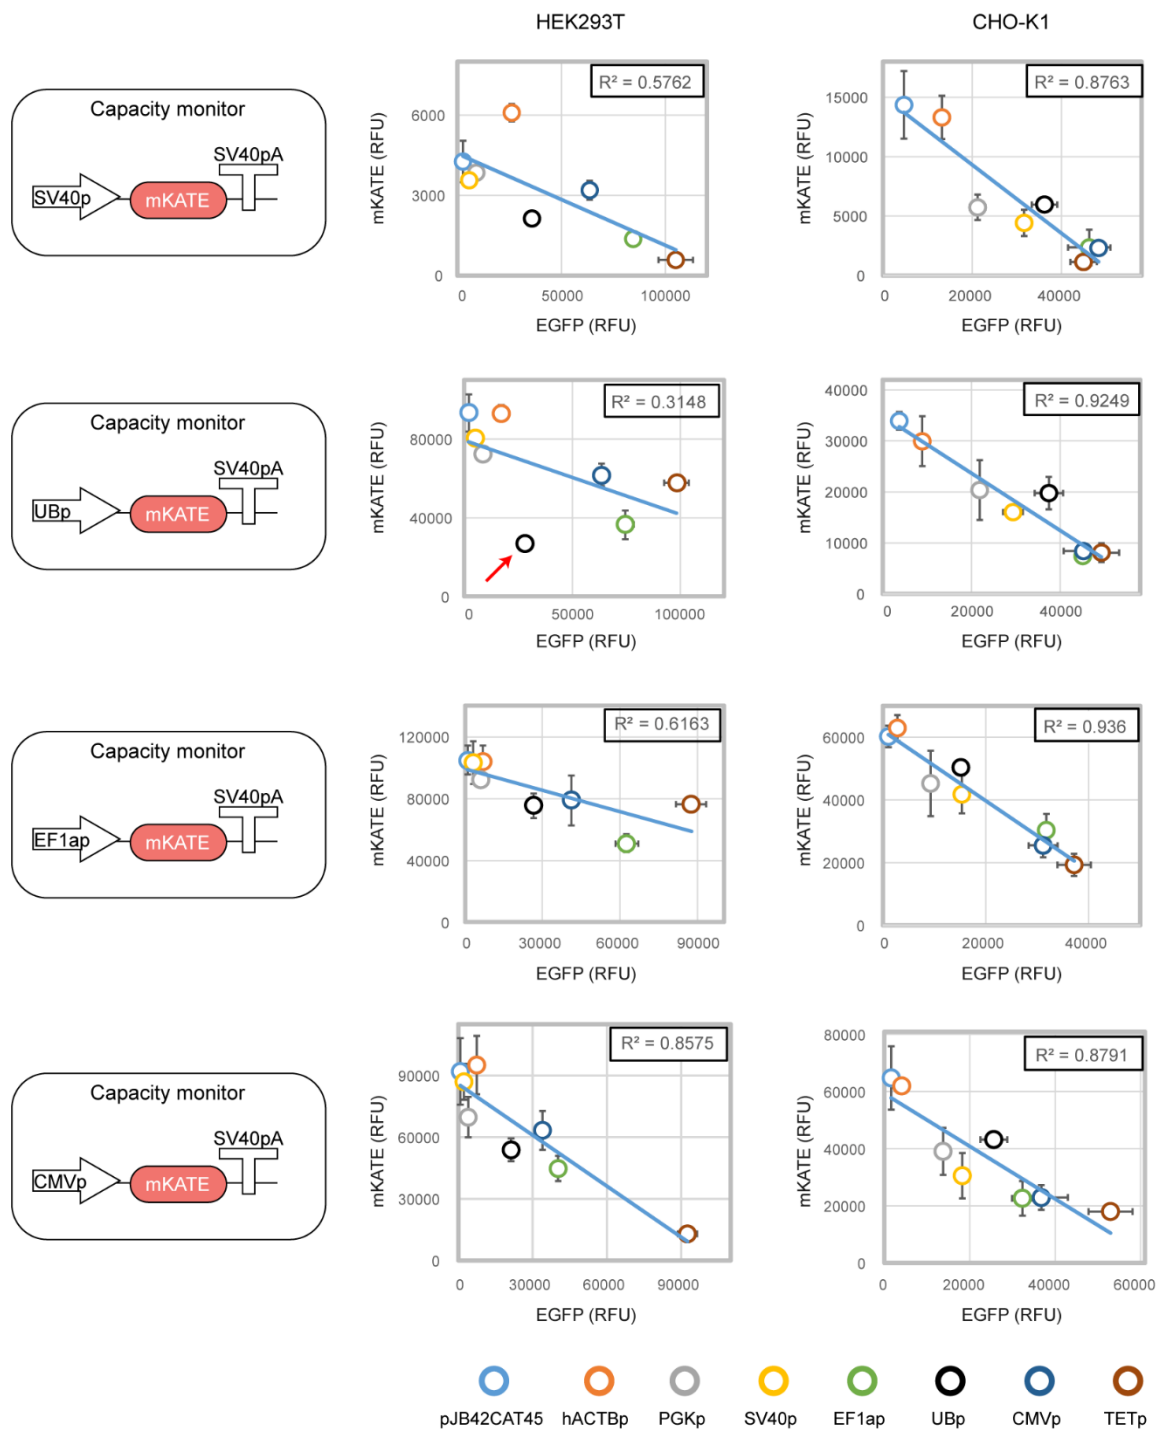 HEK293T
CHO-K1
Capacity monitor
SV40pA
SV40p
mKATE
mKATE (RFU)
6000
3000
0
R² = 0.5762
0
50000
100000
EGFP (RFU)
mKATE (RFU)
15000
10000
5000
0
R² = 0.8763
0
20000
40000
EGFP (RFU)
Capacity monitor
SV40pA
UBp
mKATE
mKATE (RFU)
80000
40000
0
R² = 0.3148
0
50000
100000
EGFP (RFU)
mKATE (RFU)
40000
30000
20000
10000
0
R² = 0.9249
0
20000
40000
EGFP (RFU)
Capacity monitor
SV40pA
EF1ap
mKATE
mKATE (RFU)
120000
80000
40000
0
R² = 0.6163
0
30000
60000
90000
EGFP (RFU)
mKATE (RFU)
60000
40000
20000
0
R² = 0.936
0
20000
40000
EGFP (RFU)
Capacity monitor
SV40pA
CMVp
mKATE
mKATE (RFU)
90000
60000
30000
0
R² = 0.8575
0
30000
60000
90000
EGFP (RFU)
mKATE (RFU)
80000
60000
40000
20000
0
R² = 0.8791
0
20000
40000
60000
EGFP (RFU)
pJB42CAT45
hACTBp
PGKp
SV40p
EF1ap
UBp
CMVp
TETp